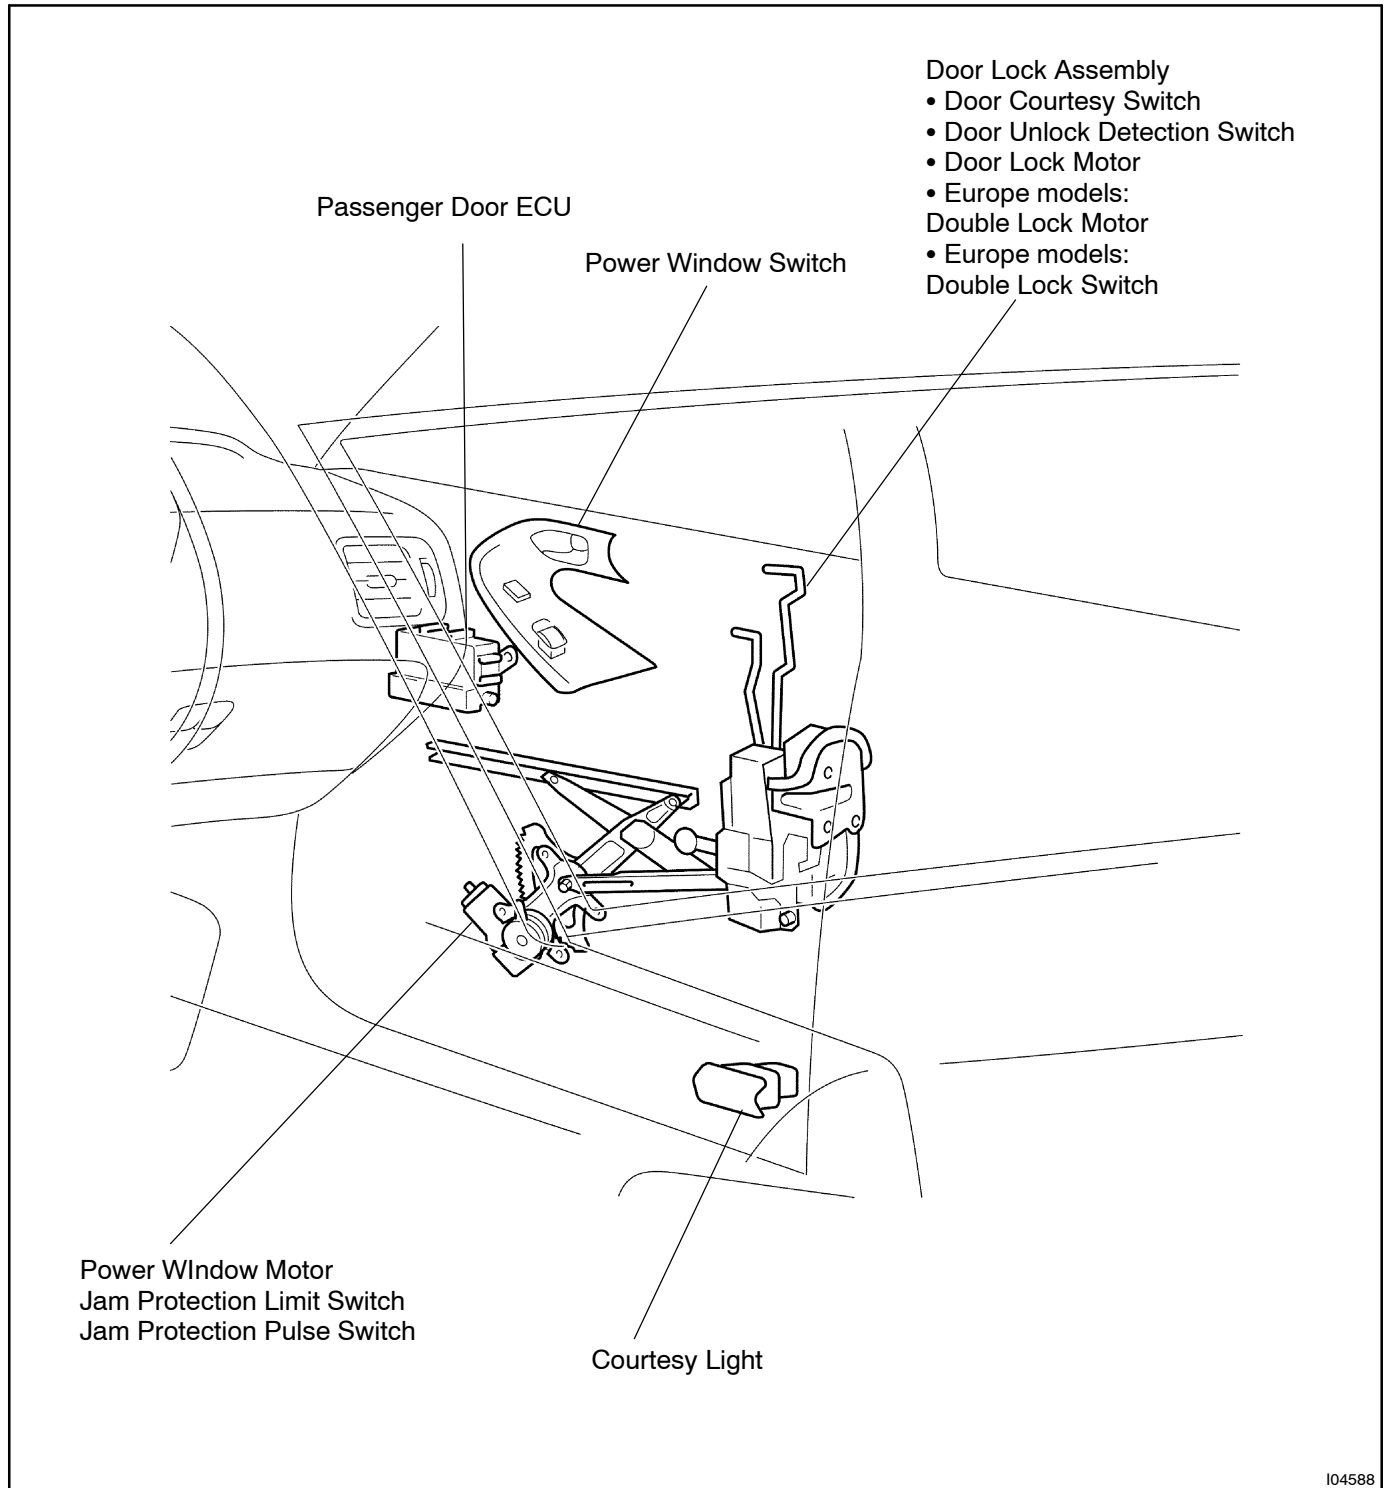 Door Lock Assembly
• Door Courtesy Switch
• Door Unlock Detection Switch
• Door Lock Motor
• Europe models:
Double Lock Motor
• Europe models:
Double Lock Switch
Passenger Door ECU
Power Window Switch
Power WIndow Motor
Jam Protection Limit Switch
Jam Protection Pulse Switch
Courtesy Light
I04588